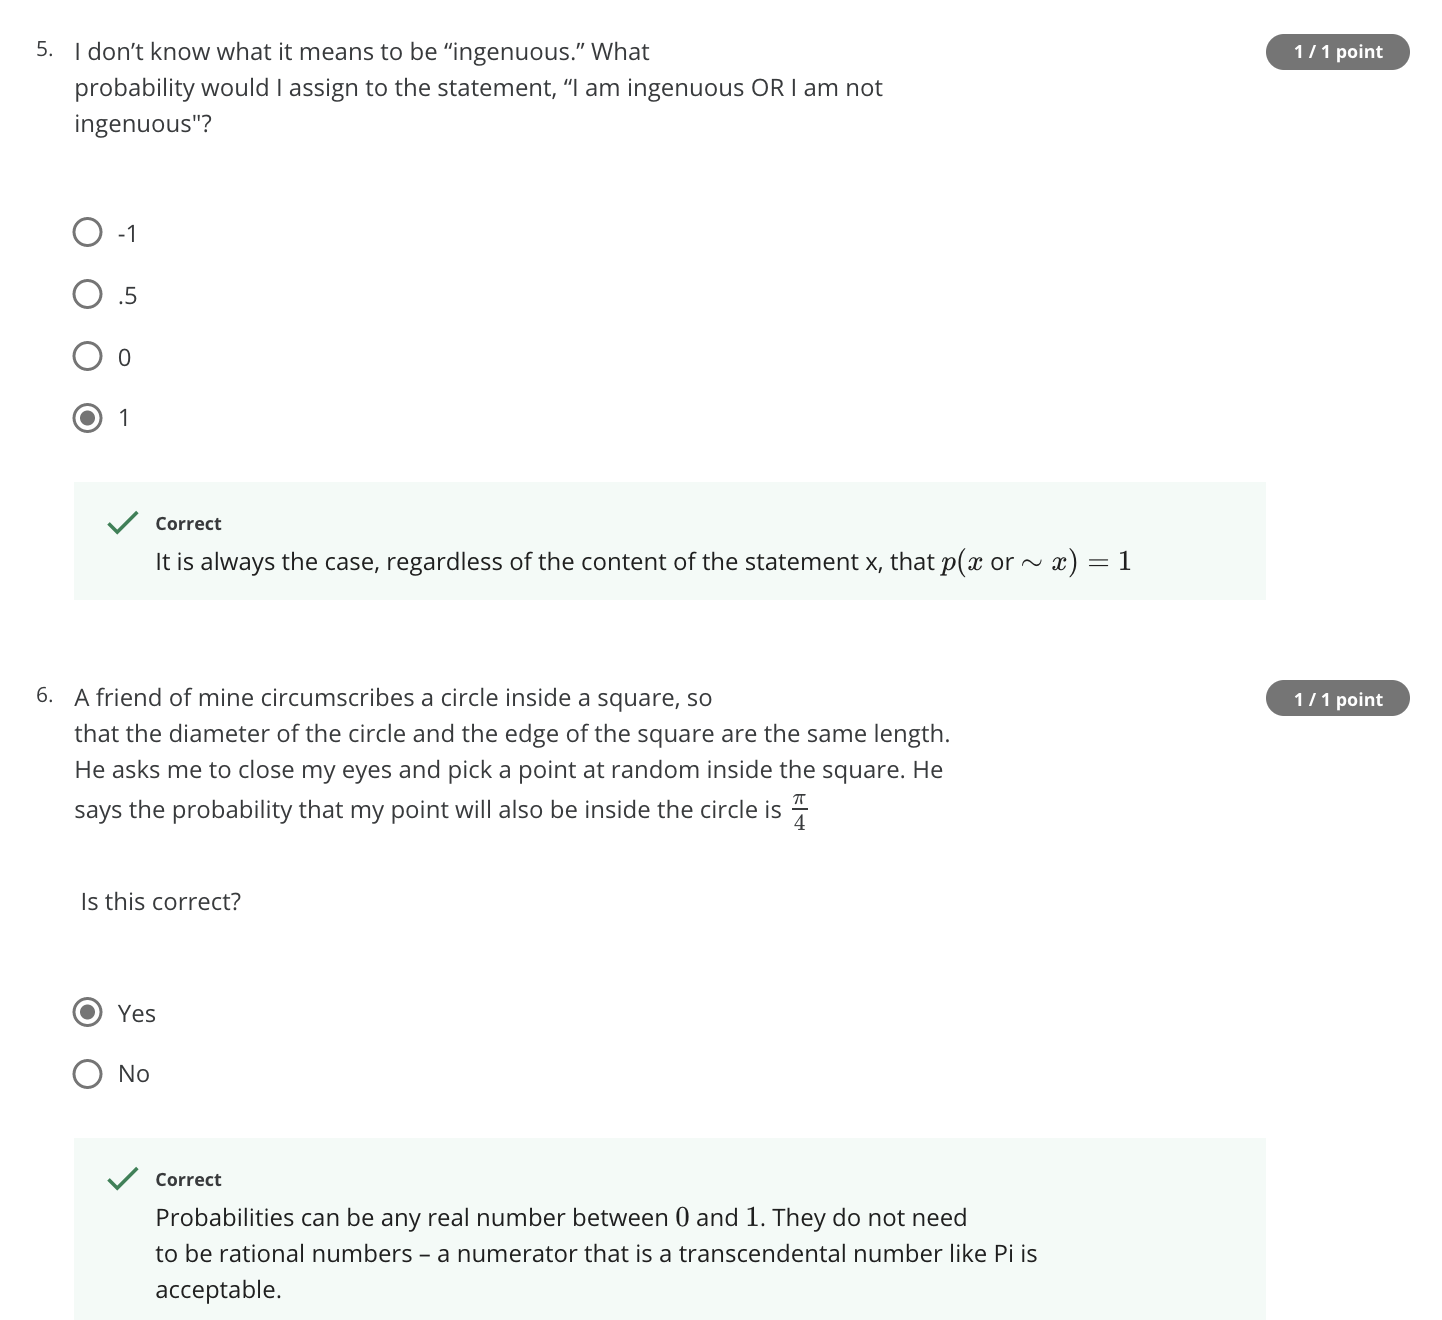 5. I don’t know what it means to be “ingenuous.” What
1 / 1 point
probability would I assign to the statement, “I am ingenuous OR I am not
ingenuous"?
-1
.5
0
1
Correct
It is always the case, regardless of the content of the statement x, that p(x or ∼ x) = 1
6. A friend of mine circumscribes a circle inside a square, so
1 / 1 point
that the diameter of the circle and the edge of the square are the same length.
He asks me to close my eyes and pick a point at random inside the square. He
says the probability that my point will also be inside the circle is π/4
Is this correct?
Yes
No
Correct
Probabilities can be any real number between 0 and 1. They do not need
to be rational numbers – a numerator that is a transcendental number like Pi is
acceptable.